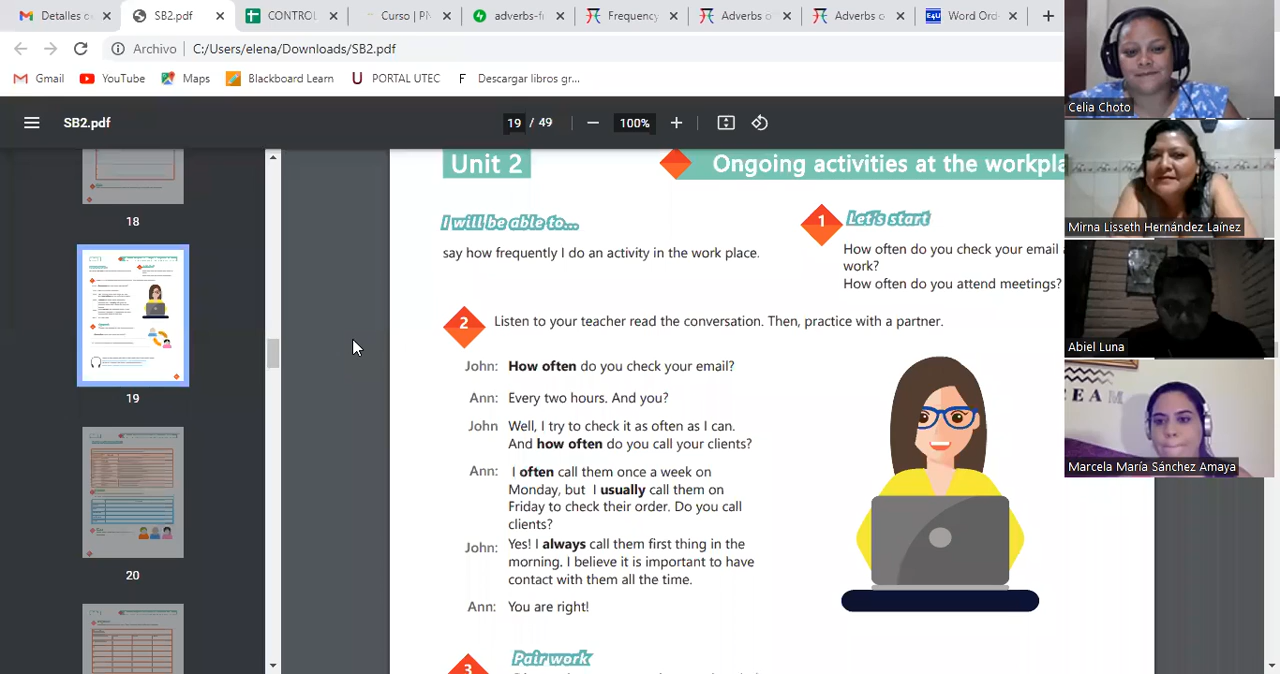 Detalles
SB2.pdf
CONTROL
Curso | PN
adverbs-f
Frequency
Adverbs o
Adverbs o
E4U
Word Ord
Archivo
C:/Users/elena/Downloads/SB2.pdf
Gmail
YouTube
Maps
Blackboard Learn
U
PORTAL UTEC
F
Descargar libros gr...
SB2.pdf
19 / 49
100%
18
19
20
Unit 2
Ongoing activities at the workpla
I will be able to...
say how frequently I do an activity in the work place.
1
Let's start
How often do you check your email
work?
How often do you attend meetings?
2
Listen to your teacher read the conversation. Then, practice with a partner.
John: How often do you check your email?
Ann: Every two hours. And you?
John Well, I try to check it as often as I can.
And how often do you call your clients?
Ann: I often call them once a week on
Monday, but I usually call them on
Friday to check their order. Do you call
clients?
John: Yes! I always call them first thing in the
morning. I believe it is important to have
contact with them all the time.
Ann: You are right!
3
Pair work
Celia Choto
Mirna Lisseth Hernández Laínez
EAM
Abiel Luna
Marcela María Sánchez Amaya